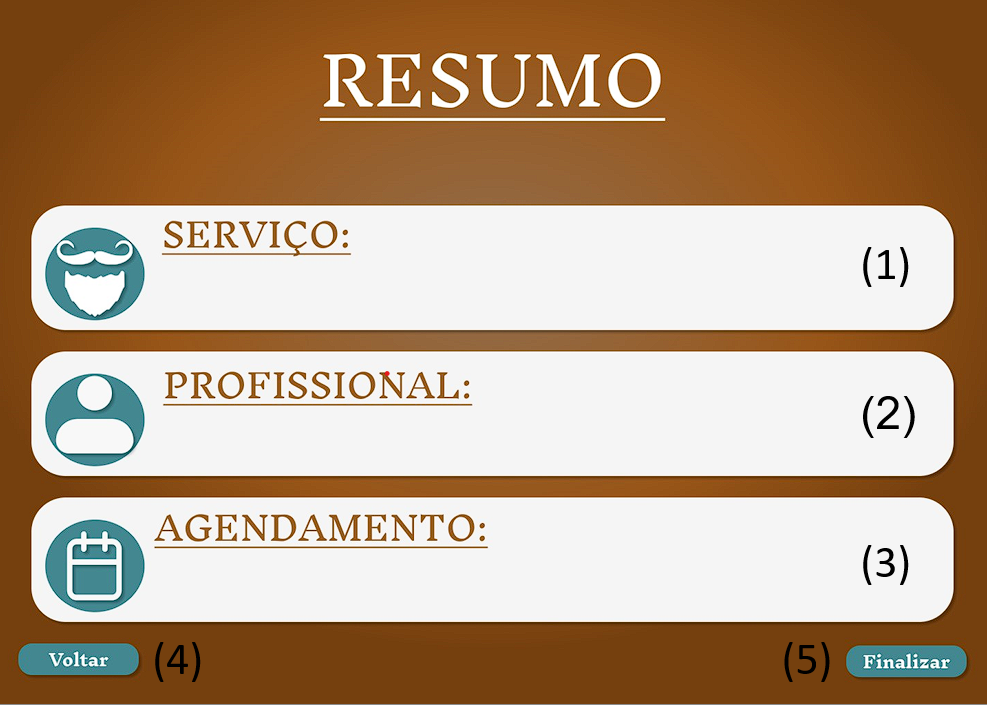 RESUMO
SERVIÇO:
(1)
PROFISSIONAL:
(2)
AGENDAMENTO:
(3)
Voltar (4) (5) Finalizar